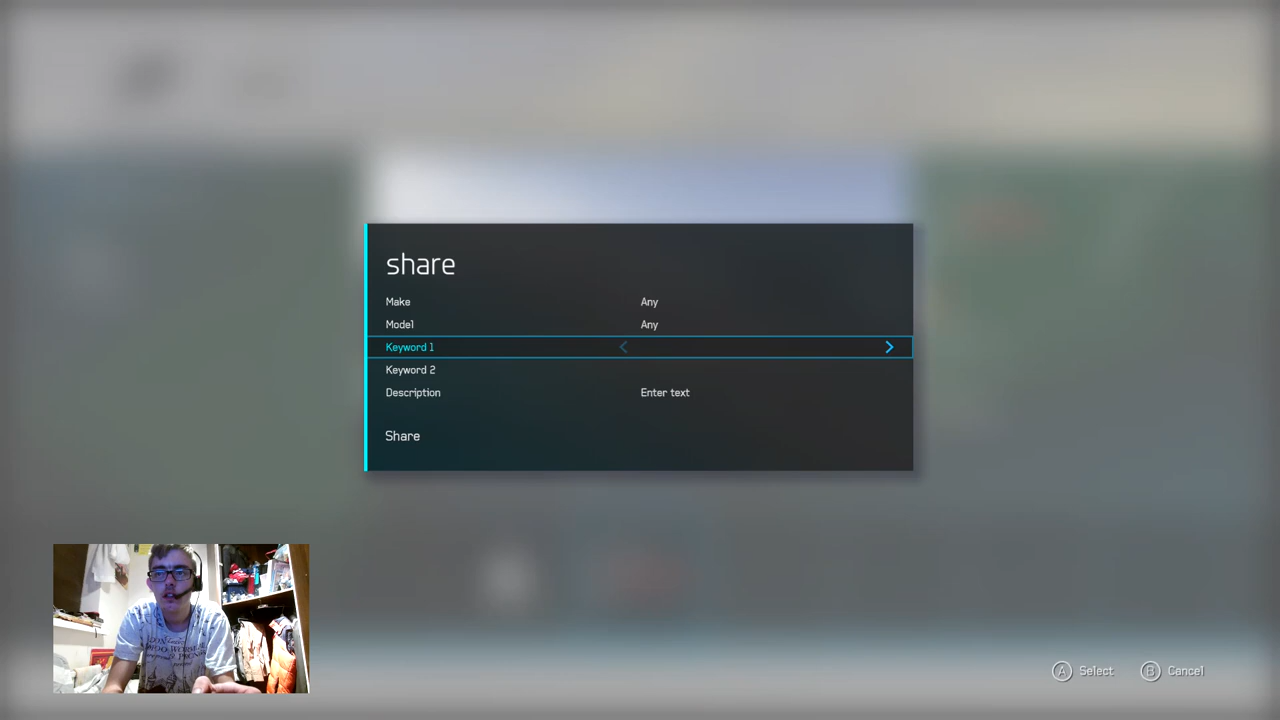 share
Make Any
Model Any
Keyword 1
Keyword 2
Description Enter text
Share
A Select B Cancel